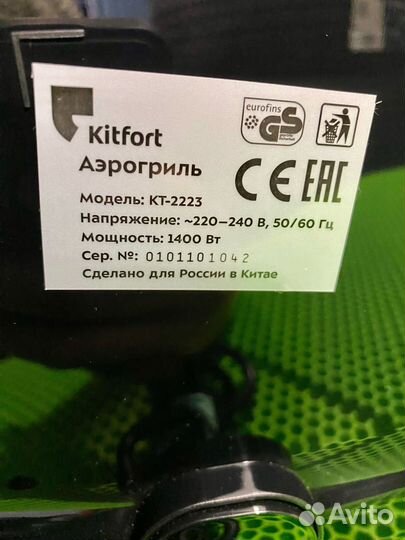 Kitfort
eurofins
GS
Аэрогриль
CE EAC
Модель: КТ-2223
Напряжение: ~220–240 В, 50/60 Гц
Мощность: 1400 Вт
Сер. №: 0101101042
Сделано для России в Китае
Avito